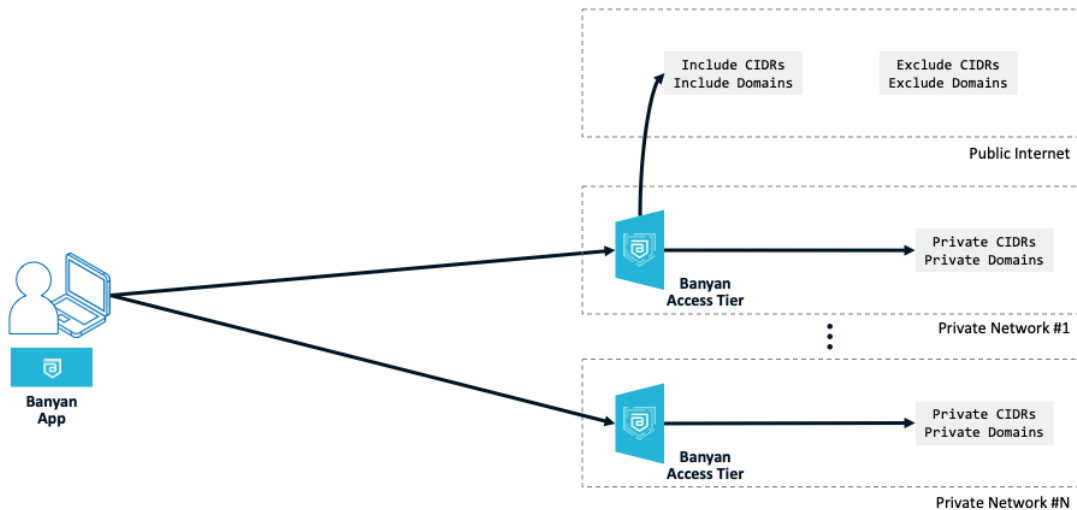 Include CIDRs
Include Domains
Exclude CIDRs
Exclude Domains
Public Internet
Private CIDRs
Private Domains
Banyan
Access Tier
Private Network #1
Banyan
App
Private CIDRs
Private Domains
Banyan
Access Tier
Private Network #N